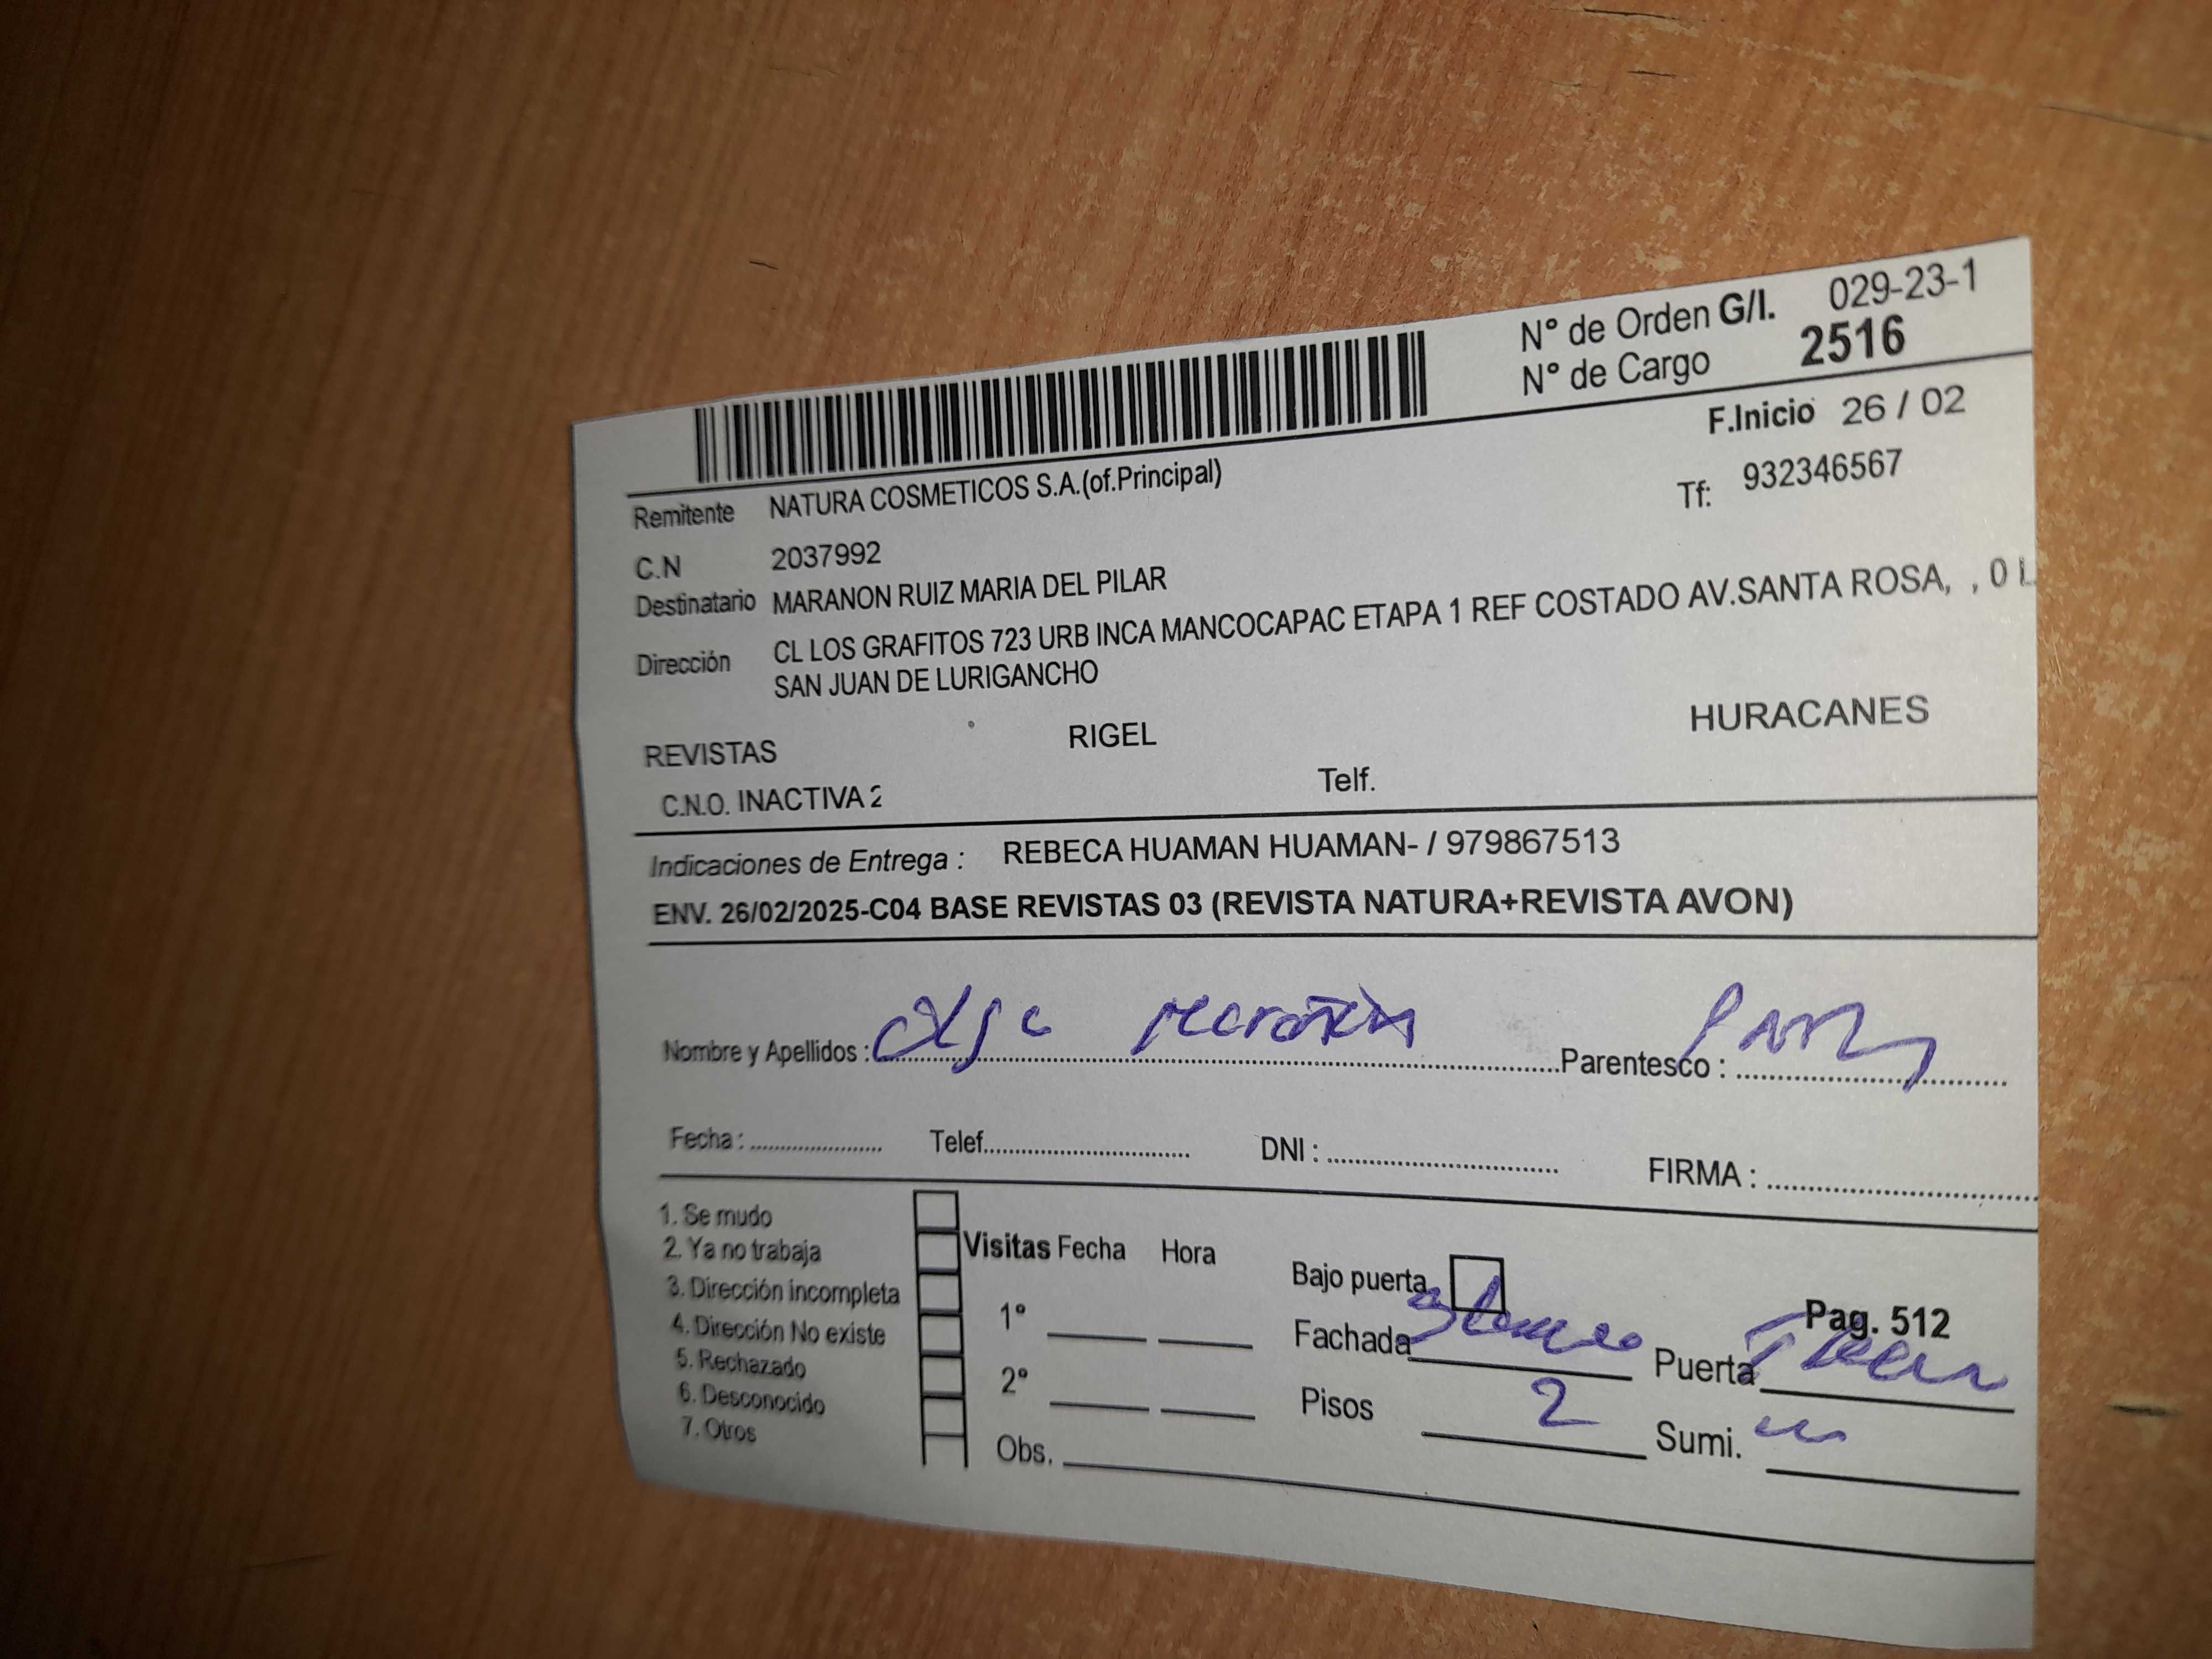 N° de Orden G/I. 029-23-1
N° de Cargo 2516
F.Inicio 26 / 02
Remitente NATURA COSMETICOS S.A.(of.Principal)
Tf: 932346567
C.N 2037992
Destinatario MARANON RUIZ MARIA DEL PILAR
Dirección CL LOS GRAFITOS 723 URB INCA MANCOCAPAC ETAPA 1 REF COSTADO AV.SANTA ROSA, , 0 L
SAN JUAN DE LURIGANCHO
REVISTAS RIGEL HURACANES
C.N.O. INACTIVA 2 Telf.
Indicaciones de Entrega : REBECA HUAMAN HUAMAN- / 979867513
ENV. 26/02/2025-C04 BASE REVISTAS 03 (REVISTA NATURA+REVISTA AVON)
Nombre y Apellidos : Olga Marañon Parentesco :
Fecha : Telef. DNI : FIRMA :
1. Se mudo
2. Ya no trabaja
3. Dirección incompleta
4. Dirección No existe
5. Rechazado
6. Desconocido
7. Otros
Visitas Fecha Hora
1°
2°
Obs.
Bajo puerta
Pag. 512
Fachada Puerta
Pisos 2 Sumi.